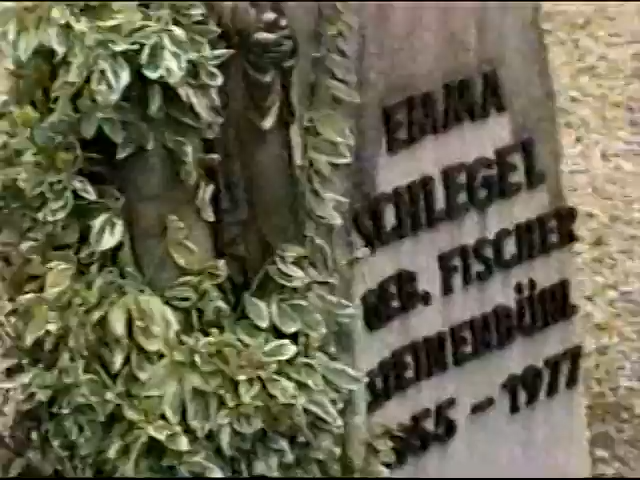 EMMA
SCHLEGEL
GEB. FISCHER
STEINENBÜHL
- 1977